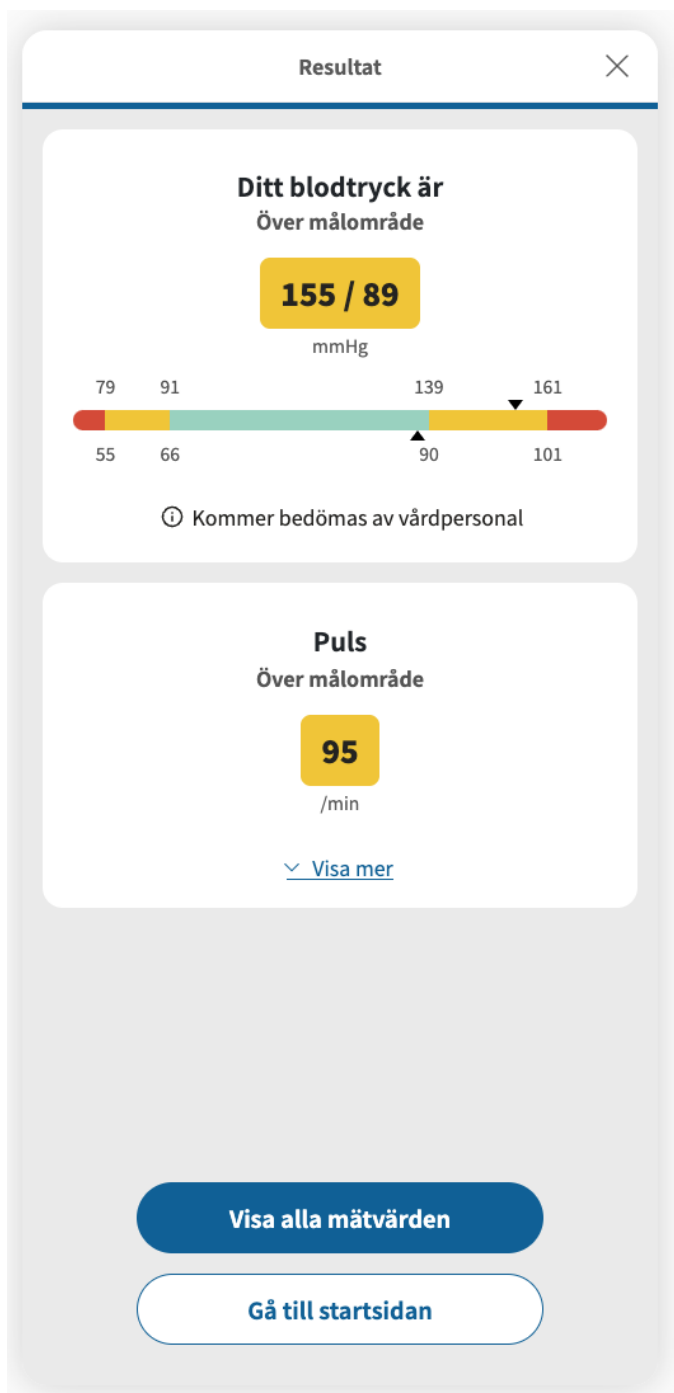 Resultat
Ditt blodtryck är
Över målområde
155 / 89
mmHg
79 91 139 161
55 66 90 101
Kommer bedömas av vårdpersonal
Puls
Över målområde
95
/min
Visa mer
Visa alla mätvärden
Gå till startsidan